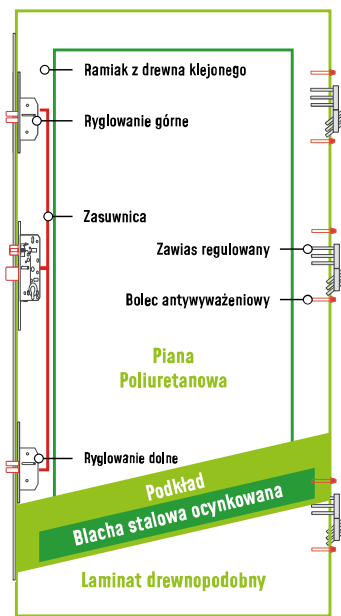 Ramiak z drewna klejonego
Ryglowanie górne
Zasuwnica
Zawias regulowany
Bolec antywyważeniowy
Piana
Poliuretanowa
Ryglowanie dolne
Podkład
Blacha stalowa ocynkowana
Laminat drewnopodobny